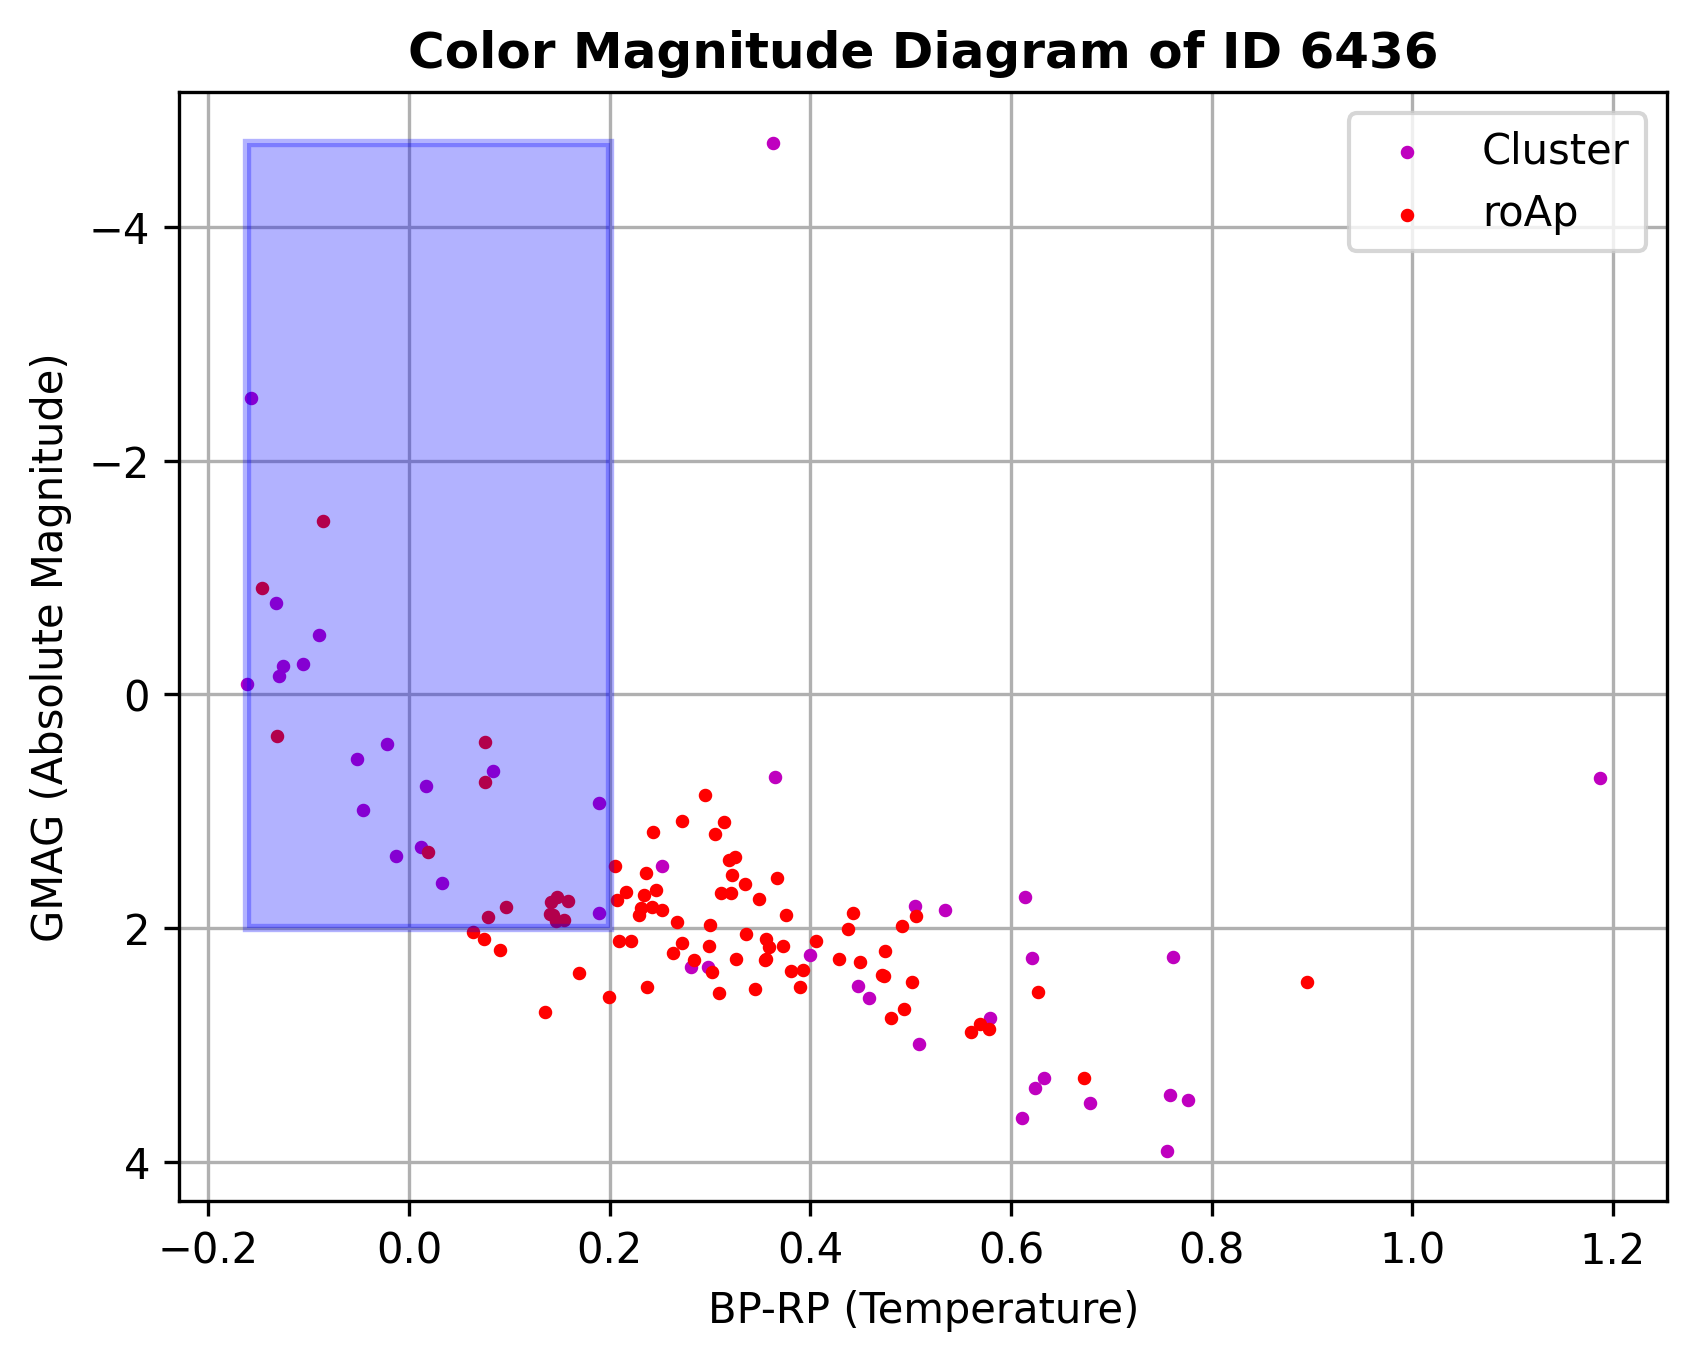 Color Magnitude Diagram of ID 6436
Cluster
roAp
GMAG (Absolute Magnitude)
−4
−2
0
2
4
−0.2 0.0 0.2 0.4 0.6 0.8 1.0 1.2
BP-RP (Temperature)